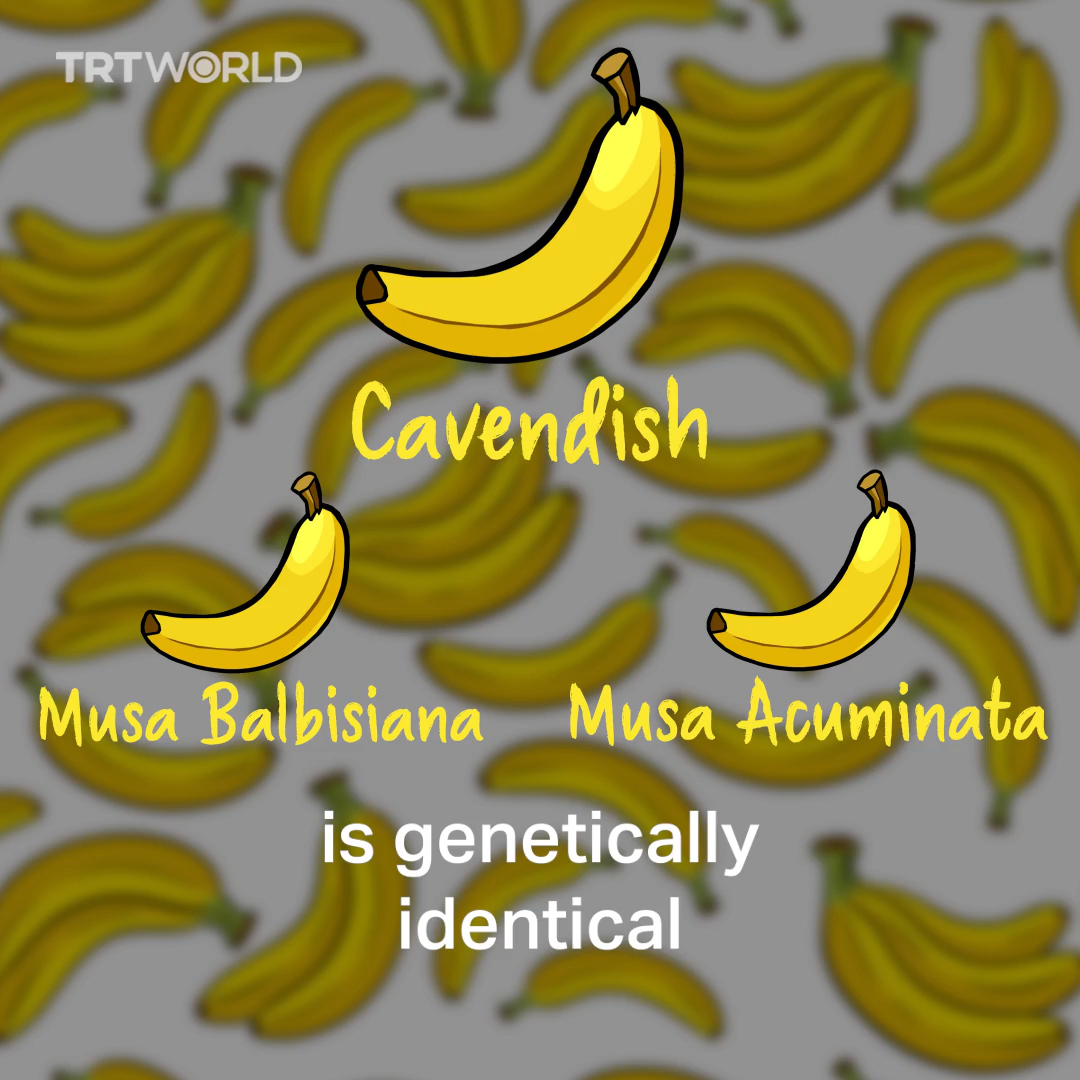 TRTWORLD
Cavendish
Musa Balbisiana
Musa Acuminata
is genetically
identical